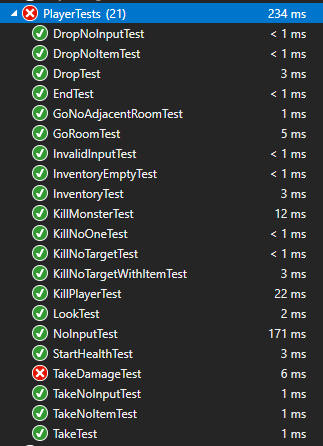 PlayerTests (21) 234 ms
DropNoInputTest < 1 ms
DropNoItemTest < 1 ms
DropTest 3 ms
EndTest < 1 ms
GoNoAdjacentRoomTest 1 ms
GoRoomTest 5 ms
InvalidInputTest < 1 ms
InventoryEmptyTest < 1 ms
InventoryTest 3 ms
KillMonsterTest 12 ms
KillNoOneTest < 1 ms
KillNoTargetTest < 1 ms
KillNoTargetWithItemTest 3 ms
KillPlayerTest 22 ms
LookTest 2 ms
NoInputTest 171 ms
StartHealthTest 3 ms
TakeDamageTest 6 ms
TakeNoInputTest 1 ms
TakeNoItemTest 1 ms
TakeTest 1 ms